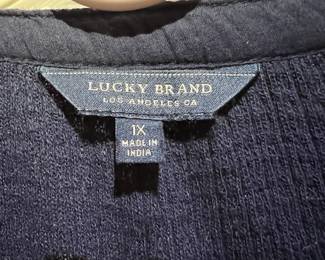 LUCKY BRAND
LOS ANGELES CA
1X
MADE IN
INDIA